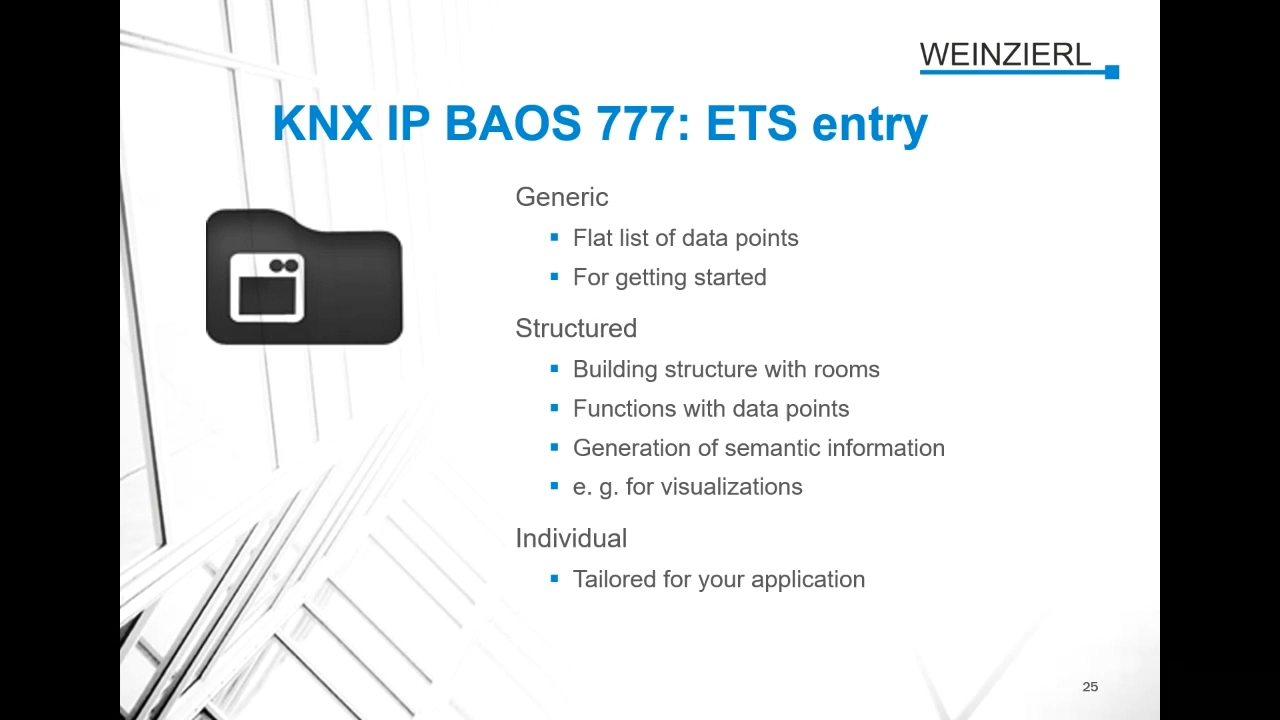 WEINZIERL
KNX IP BAOS 777: ETS entry
Generic
Flat list of data points
For getting started
Structured
Building structure with rooms
Functions with data points
Generation of semantic information
e. g. for visualizations
Individual
Tailored for your application
25